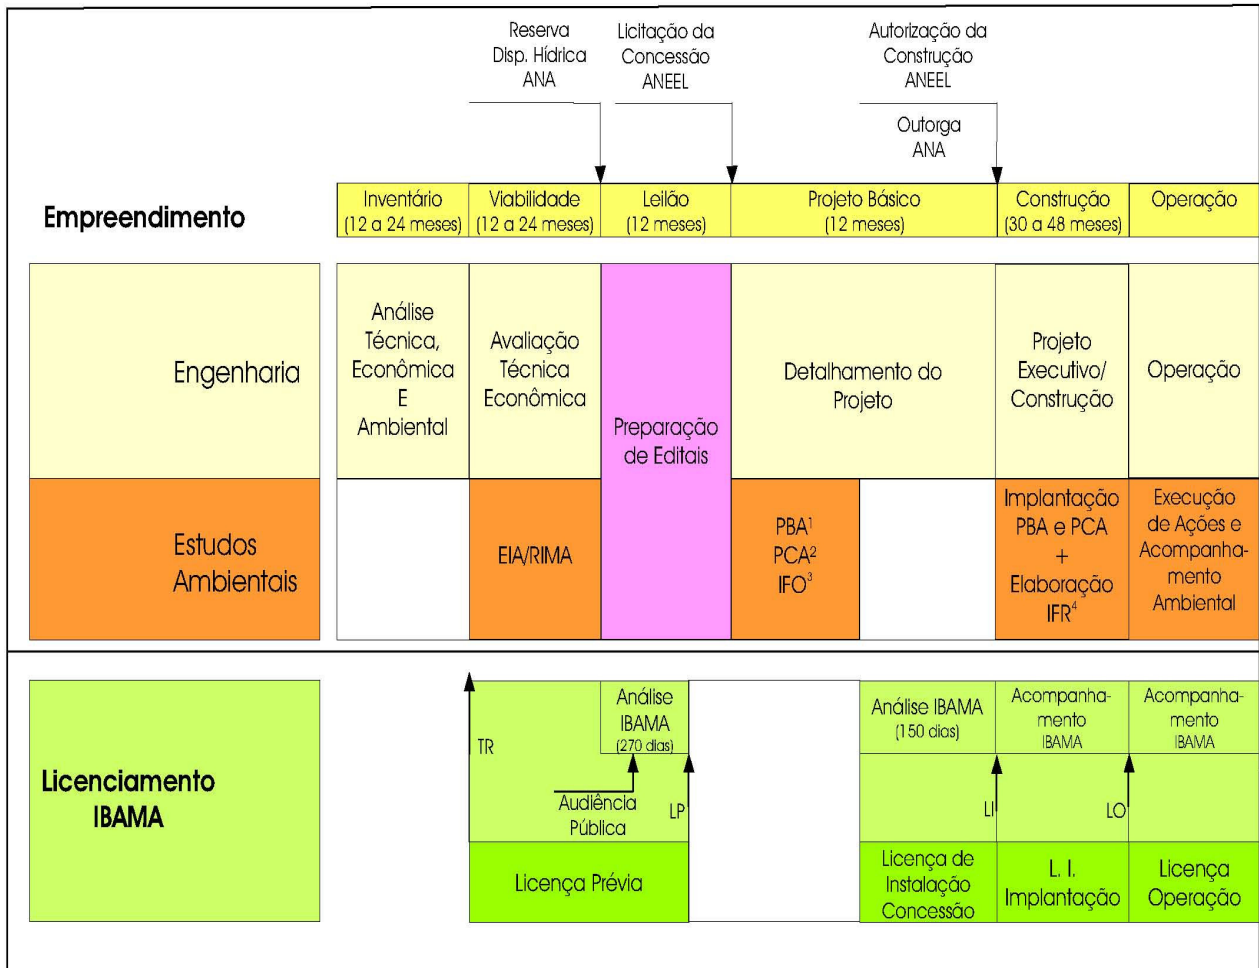 Reserva
Disp. Hídrica
ANA
Licitação da
Concessão
ANEEL
Autorização da
Construção
ANEEL
Outorga
ANA
Empreendimento
Inventário
(12 a 24 meses)
Viabilidade
(12 a 24 meses)
Leilão
(12 meses)
Projeto Básico
(12 meses)
Construção
(30 a 48 meses)
Operação
Engenharia
Análise
Técnica,
Econômica
E
Ambiental
Avaliação
Técnica
Econômica
Preparação
de Editais
Detalhamento do
Projeto
Projeto
Executivo/
Construção
Operação
Estudos
Ambientais
EIA/RIMA
PBA¹
PCA²
IFO³
Implantação
PBA e PCA
+
Elaboração
IFR⁴
Execução
de Ações e
Acompanha-
mento
Ambiental
Licenciamento
IBAMA
TR
Análise
IBAMA
(270 dias)
Audiência
Pública
LP
Licença Prévia
Análise IBAMA
(150 dias)
LI
Licença de
Instalação
Concessão
Acompanha-
mento
IBAMA
LO
L. I.
Implantação
Acompanha-
mento
IBAMA
Licença
Operação